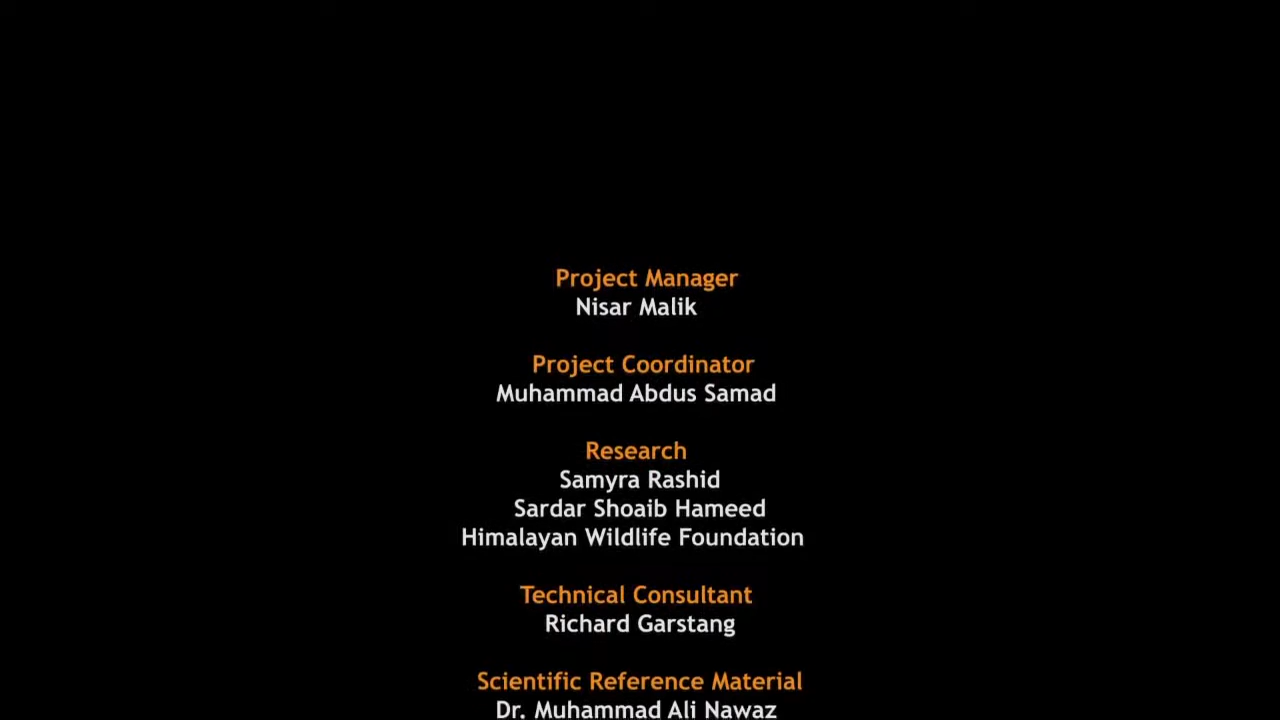 Project Manager
Nisar Malik
Project Coordinator
Muhammad Abdus Samad
Research
Samyra Rashid
Sardar Shoaib Hameed
Himalayan Wildlife Foundation
Technical Consultant
Richard Garstang
Scientific Reference Material
Dr. Muhammad Ali Nawaz